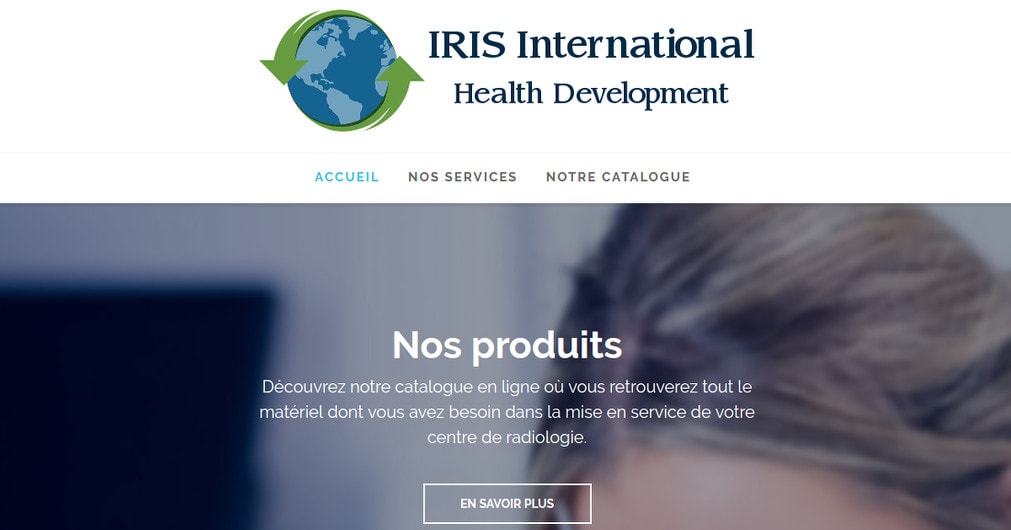 IRIS International
Health Development
ACCUEIL NOS SERVICES NOTRE CATALOGUE
Nos produits
Découvrez notre catalogue en ligne où vous retrouverez tout le
matériel dont vous avez besoin dans la mise en service de votre
centre de radiologie.
EN SAVOIR PLUS